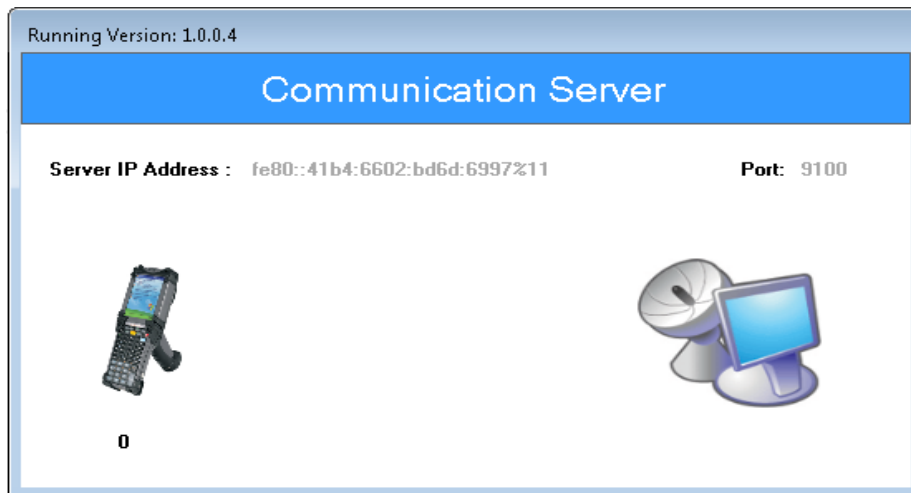 Running Version: 1.0.0.4
Communication Server
Server IP Address : fe80::41b4:6602:bd6d:6997%11 Port: 9100
0